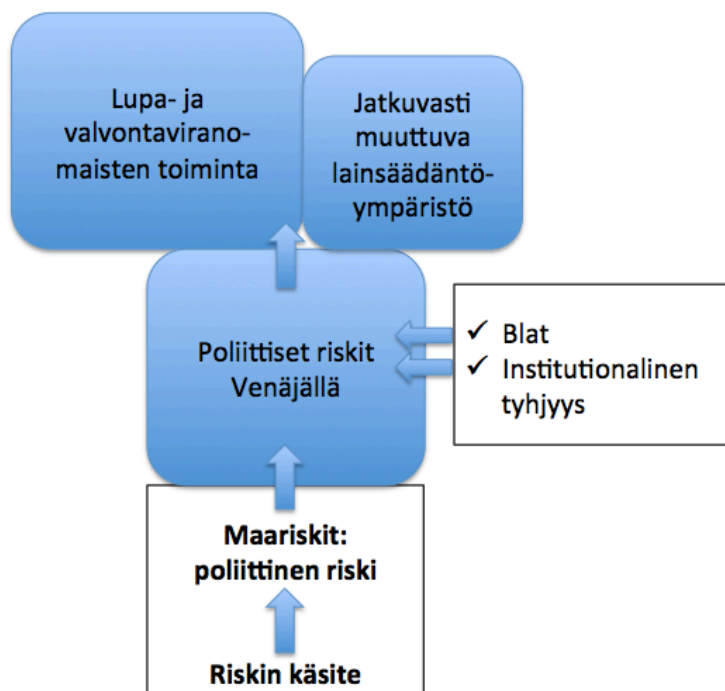 Lupa- ja
valvontavirano-
maisten toiminta
Jatkuvasti
muuttuva
lainsäädäntö-
ympäristö
Poliittiset riskit
Venäjällä
✓ Blat
✓ Institutionalinen
tyhjyys
Maariskit:
poliittinen riski
Riskin käsite